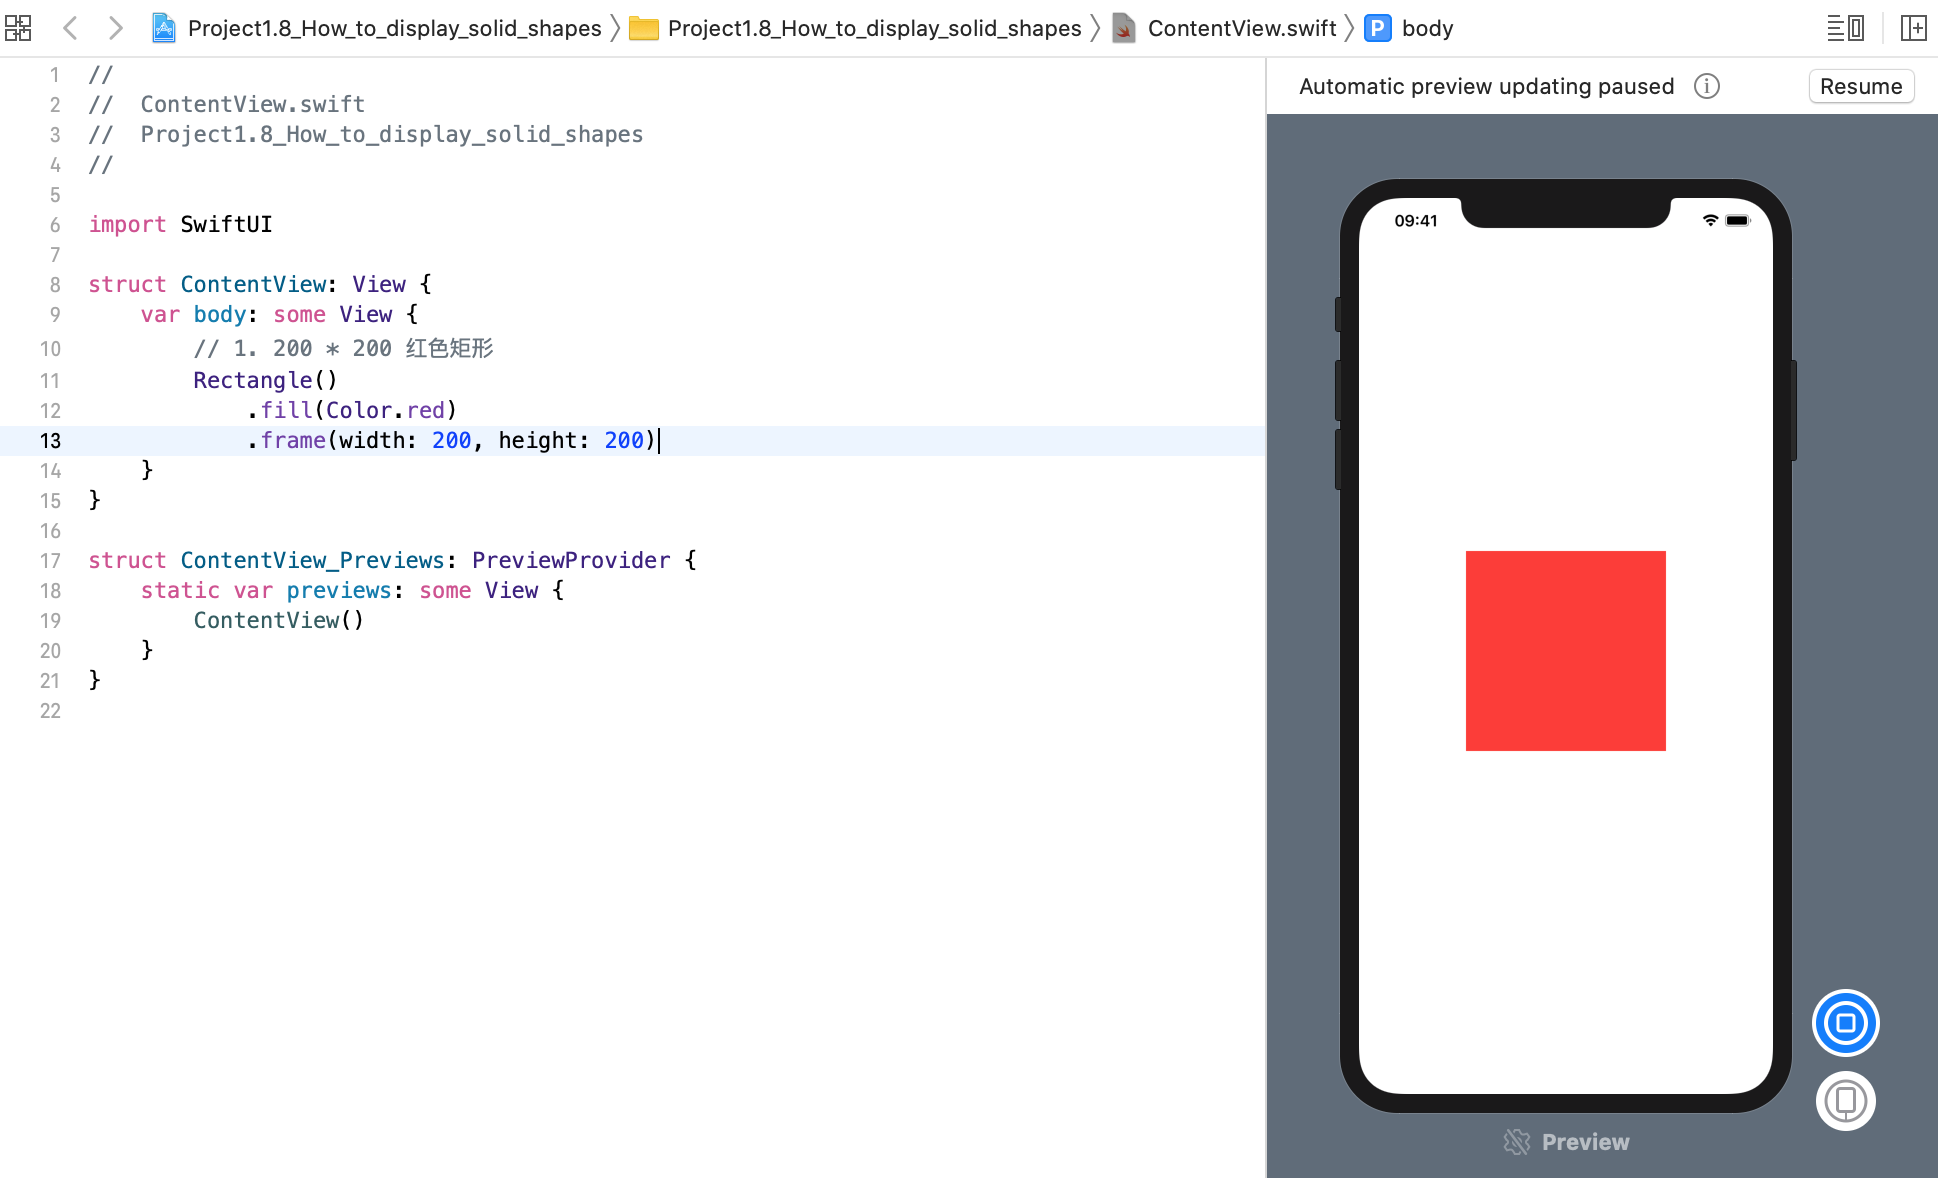 Project1.8_How_to_display_solid_shapes Project1.8_How_to_display_solid_shapes ContentView.swift P body
Automatic preview updating paused Resume
1 //
2 //  ContentView.swift
3 //  Project1.8_How_to_display_solid_shapes
4 //
5
6 import SwiftUI
7
8 struct ContentView: View {
9     var body: some View {
10         // 1. 200 * 200 红色矩形
11         Rectangle()
12             .fill(Color.red)
13             .frame(width: 200, height: 200)
14     }
15 }
16
17 struct ContentView_Previews: PreviewProvider {
18     static var previews: some View {
19         ContentView()
20     }
21 }
22
09:41
Preview